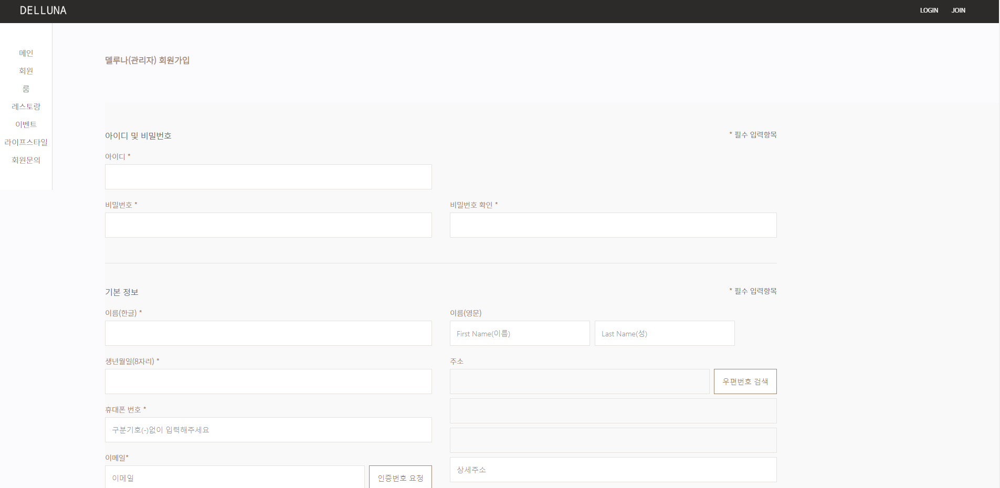 DELLUNA
LOGIN JOIN
메인
회원
룸
레스토랑
이벤트
라이프스타일
회원문의
델루나(관리자) 회원가입
아이디 및 비밀번호
* 필수 입력항목
아이디 *
비밀번호 *
비밀번호 확인 *
기본 정보
* 필수 입력항목
이름(한글) *
이름(영문)
First Name(이름)
Last Name(성)
생년월일(8자리) *
주소
우편번호 검색
휴대폰 번호 *
구분기호(-)없이 입력해주세요
이메일*
이메일
인증번호 요청
상세주소